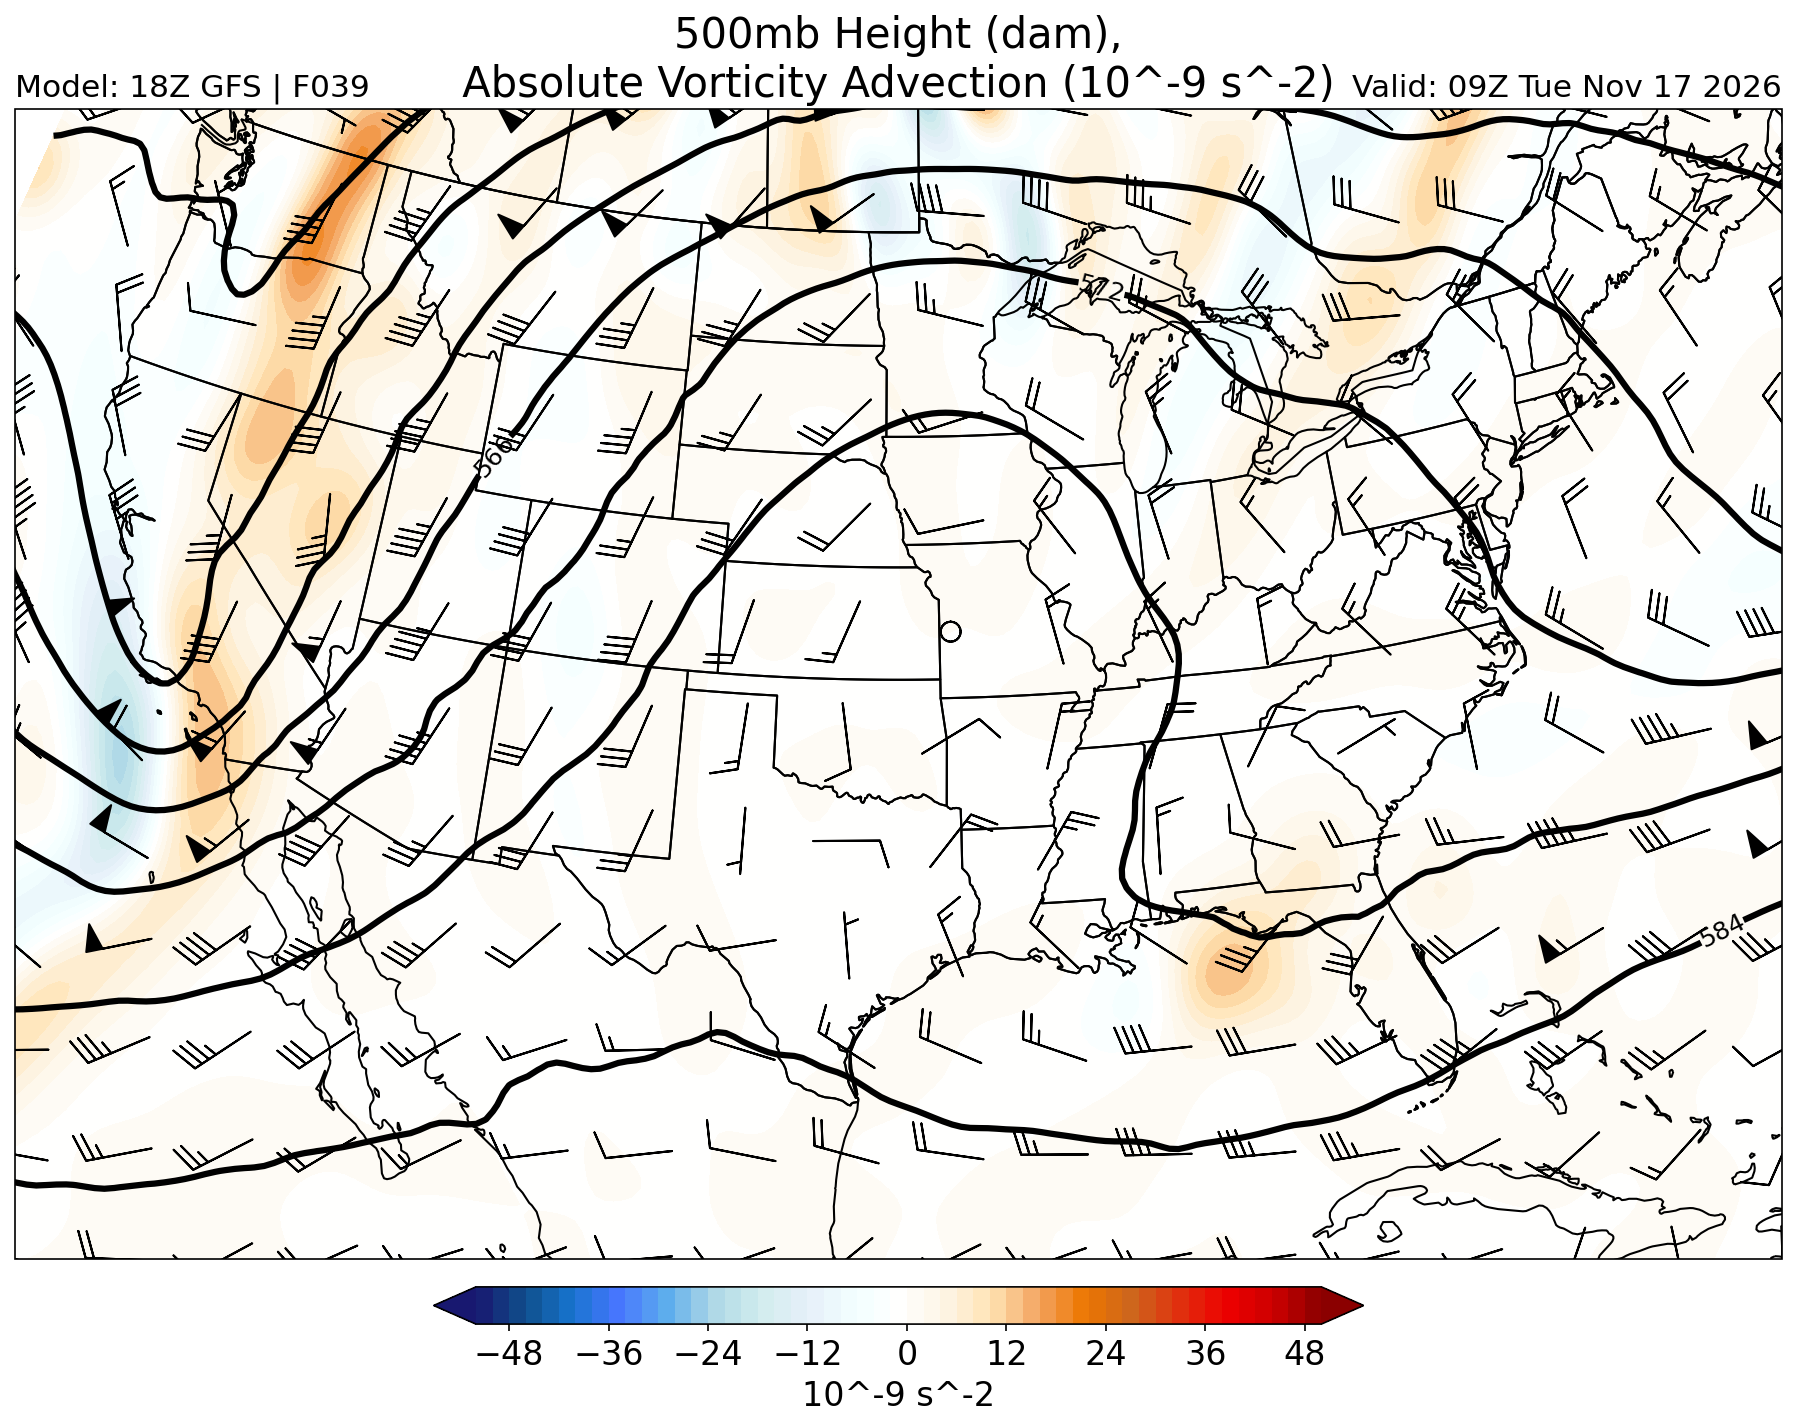 500mb Height (dam),
Model: 18Z GFS | F039
Absolute Vorticity Advection (10^-9 s^-2)
Valid: 09Z Tue Nov 17 2026
572
566
584
−48 −36 −24 −12 0 12 24 36 48
10^-9 s^-2